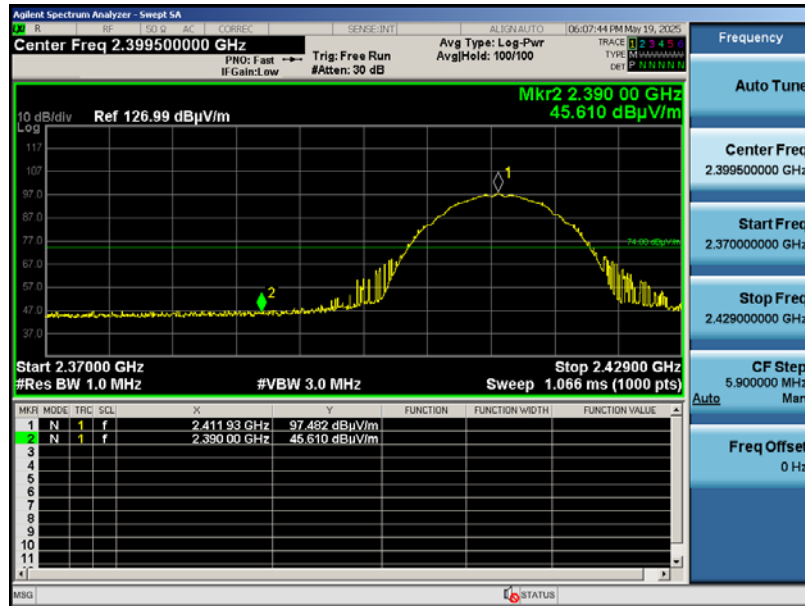 Agilent Spectrum Analyzer - Swept SA
R RF 50 Ω AC CORREC SENSE:INT ALIGN AUTO 06:07:44 PM May 19, 2025
Center Freq 2.399500000 GHz
PNO: Fast
IFGain:Low
Trig: Free Run
#Atten: 30 dB
Avg Type: Log-Pwr
Avg|Hold: 100/100
TRACE 1 2 3 4 5 6
TYPE M
DET P N N N N N
Mkr2 2.390 00 GHz
45.610 dBµV/m
10 dB/div Ref 126.99 dBµV/m
Log
117
107
97.0
87.0
77.0
67.0
57.0
47.0
37.0
1
2
74.00 dBµV/m
Start 2.37000 GHz Stop 2.42900 GHz
#Res BW 1.0 MHz #VBW 3.0 MHz Sweep 1.066 ms (1000 pts)
MKR MODE TRC SCL X Y FUNCTION FUNCTION WIDTH FUNCTION VALUE
1 N 1 f 2.411 93 GHz 97.482 dBµV/m
2 N 1 f 2.390 00 GHz 45.610 dBµV/m
3
4
5
6
7
8
9
10
11
MSG STATUS
Frequency
Auto Tune
Center Freq
2.399500000 GHz
Start Freq
2.370000000 GHz
Stop Freq
2.429000000 GHz
CF Step
5.900000 MHz
Auto Man
Freq Offset
0 Hz